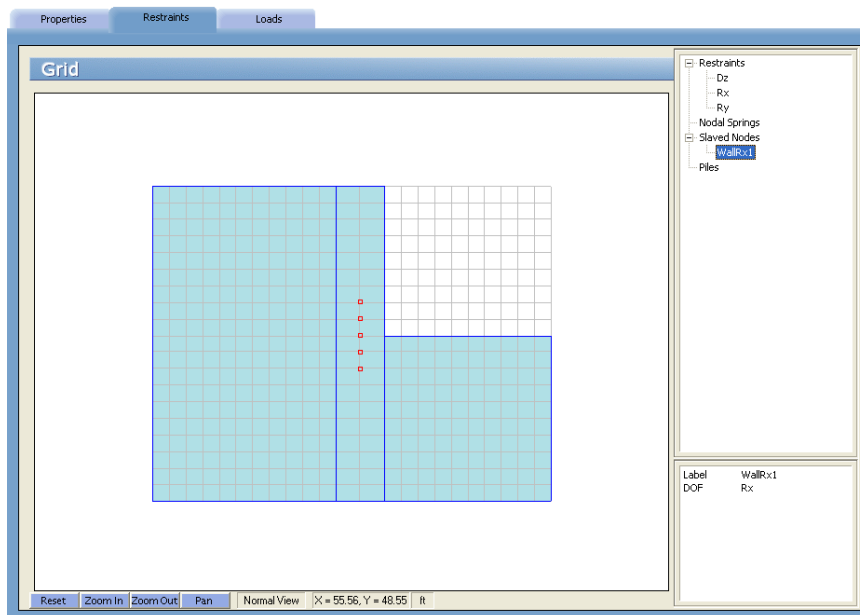 Properties Restraints Loads
Grid
Restraints
Dz
Rx
Ry
Nodal Springs
Slaved Nodes
WallRx1
Piles
Label WallRx1
DOF Rx
Reset Zoom In Zoom Out Pan Normal View X = 55.56, Y = 48.55 ft